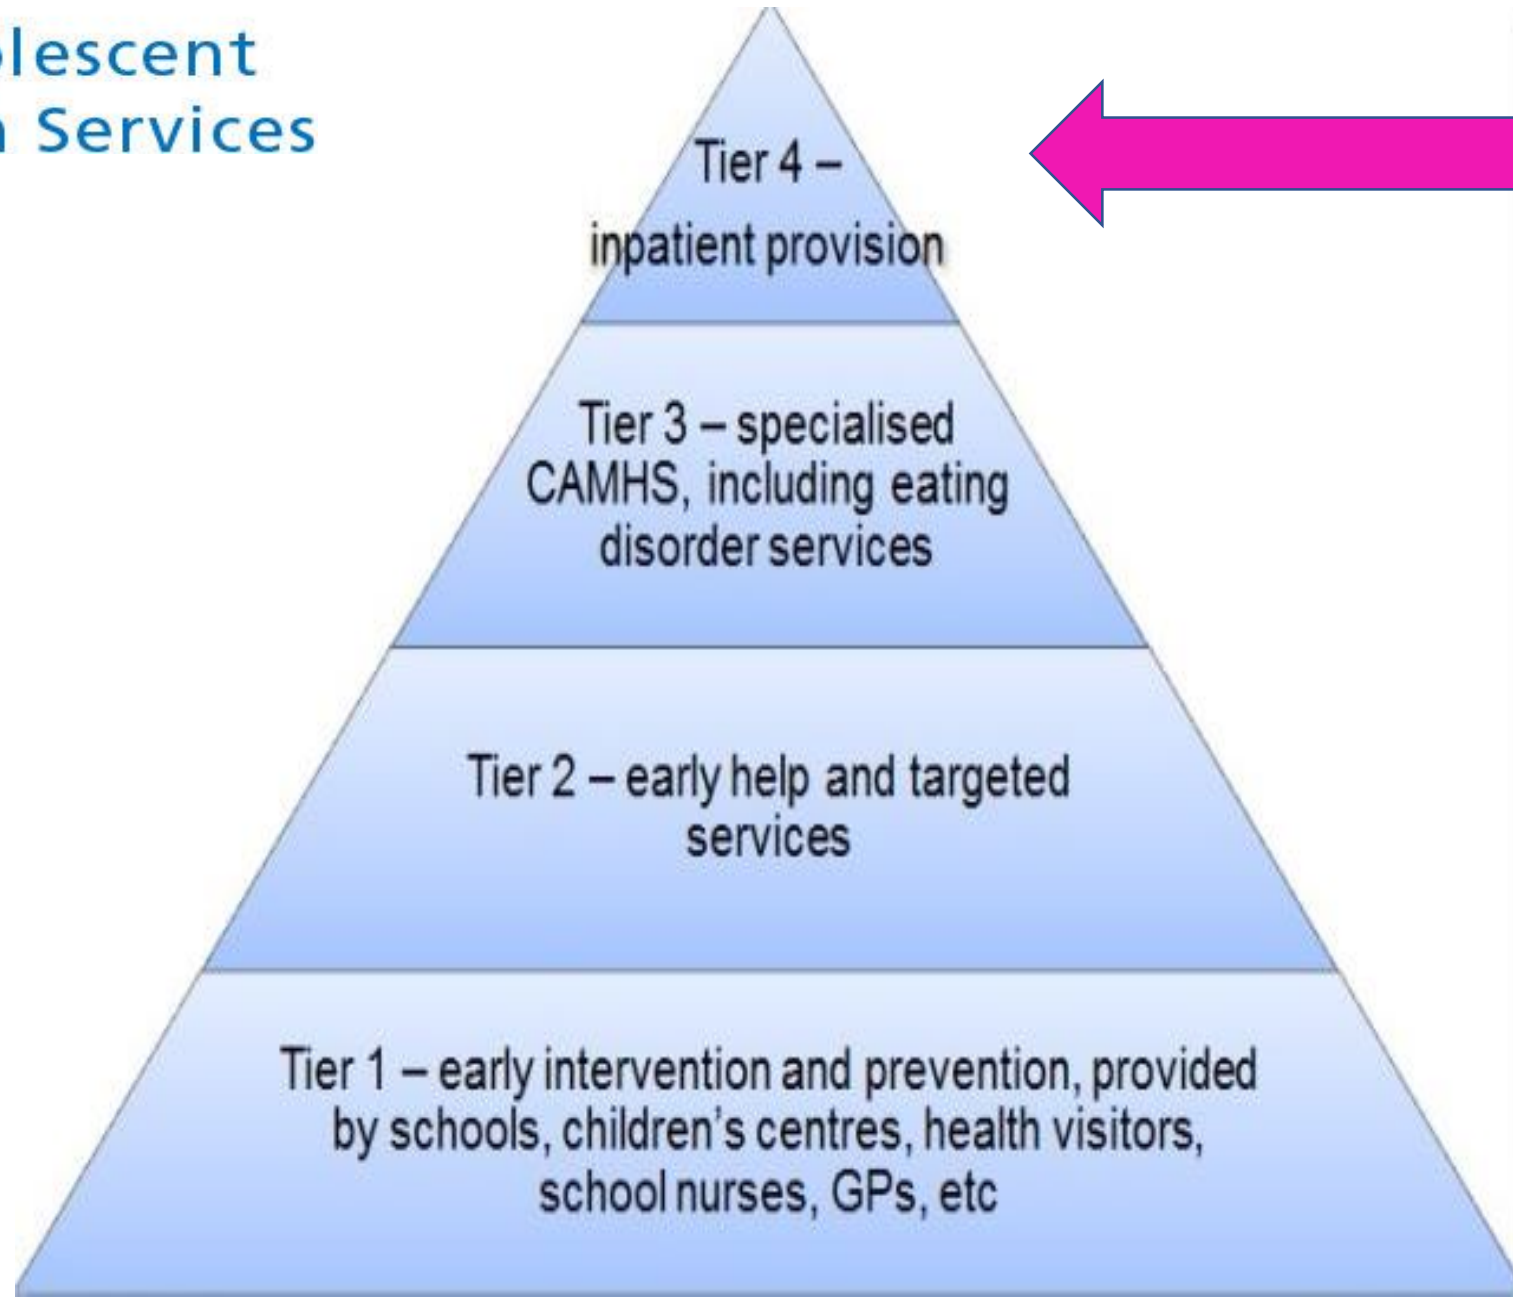 lescent
Services
Tier 4 –
inpatient provision
Tier 3 – specialised
CAMHS, including eating
disorder services
Tier 2 – early help and targeted
services
Tier 1 – early intervention and prevention, provided
by schools, children's centres, health visitors,
school nurses, GPs, etc